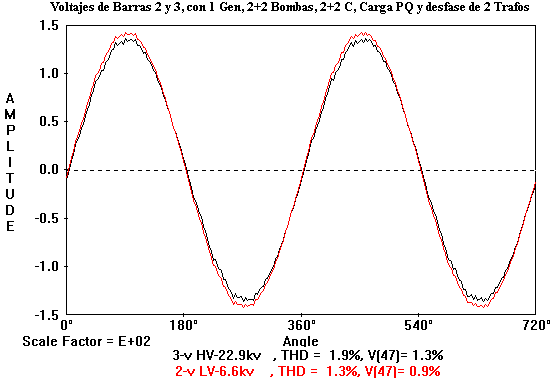 Voltajes de Barras 2 y 3, con 1 Gen, 2+2 Bombas, 2+2 C, Carga PQ y desfase de 2 Trafos
AMPLITUDE
1.5
1.0
0.5
0.0
-0.5
-1.0
-1.5
0° 180° 360° 540° 720°
Scale Factor = E+02 Angle
3-v HV-22.9kv , THD = 1.9%, V(47)= 1.3%
2-v LV-6.6kv , THD = 1.3%, V(47)= 0.9%